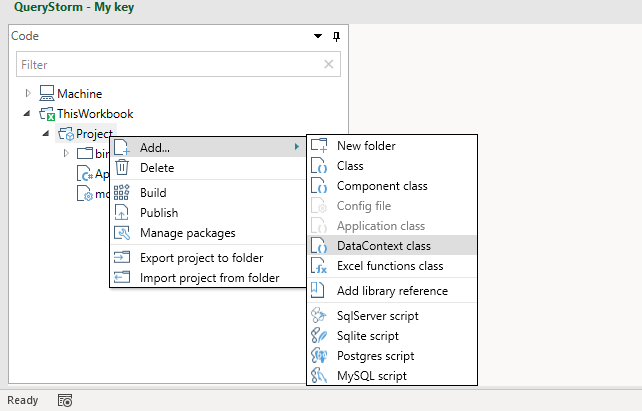 QueryStorm - My key
Code
Filter
Machine
ThisWorkbook
Project
bin
Add...
Delete
Build
Publish
Manage packages
Export project to folder
Import project from folder
New folder
Class
Component class
Config file
Application class
DataContext class
Excel functions class
Add library reference
SqlServer script
Sqlite script
Postgres script
MySQL script
Ready